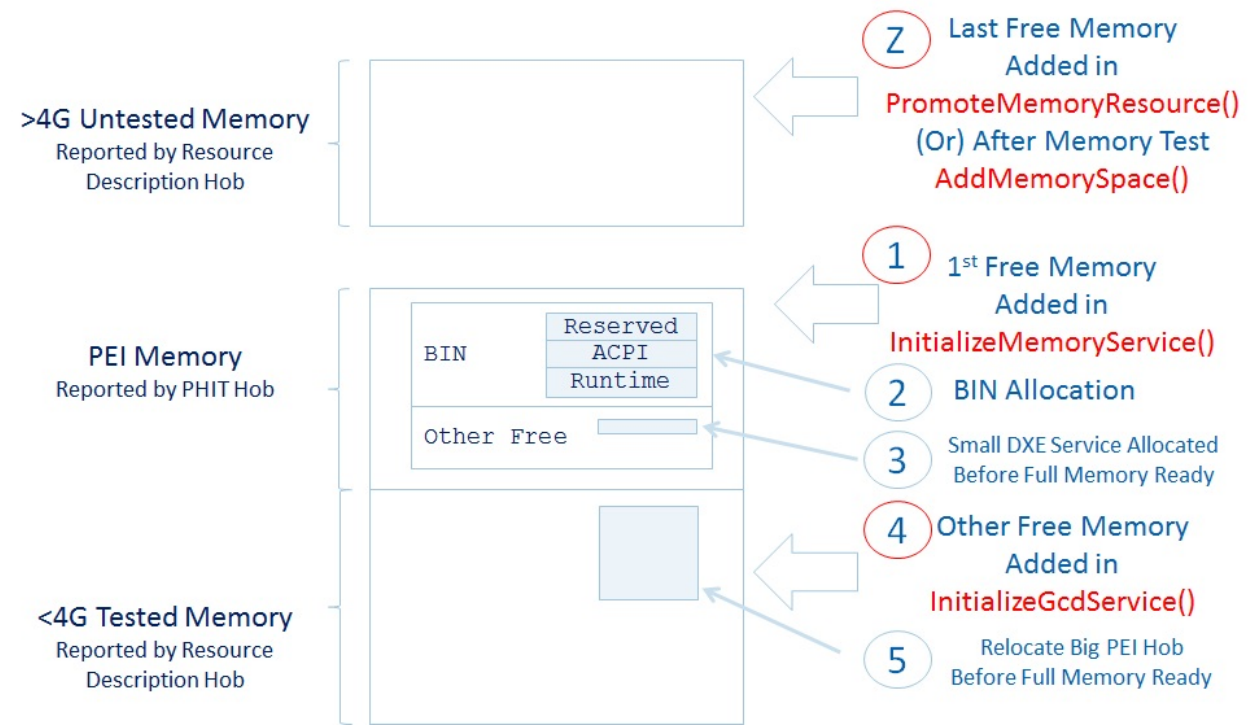 >4G Untested Memory
Reported by Resource
Description Hob
Z
Last Free Memory
Added in
PromoteMemoryResource()
(Or) After Memory Test
AddMemorySpace()
PEI Memory
Reported by PHIT Hob
BIN
Reserved
ACPI
Runtime
Other Free
1
1st Free Memory
Added in
InitializeMemoryService()
2
BIN Allocation
3
Small DXE Service Allocated
Before Full Memory Ready
<4G Tested Memory
Reported by Resource
Description Hob
4
Other Free Memory
Added in
InitializeGcdService()
5
Relocate Big PEI Hob
Before Full Memory Ready